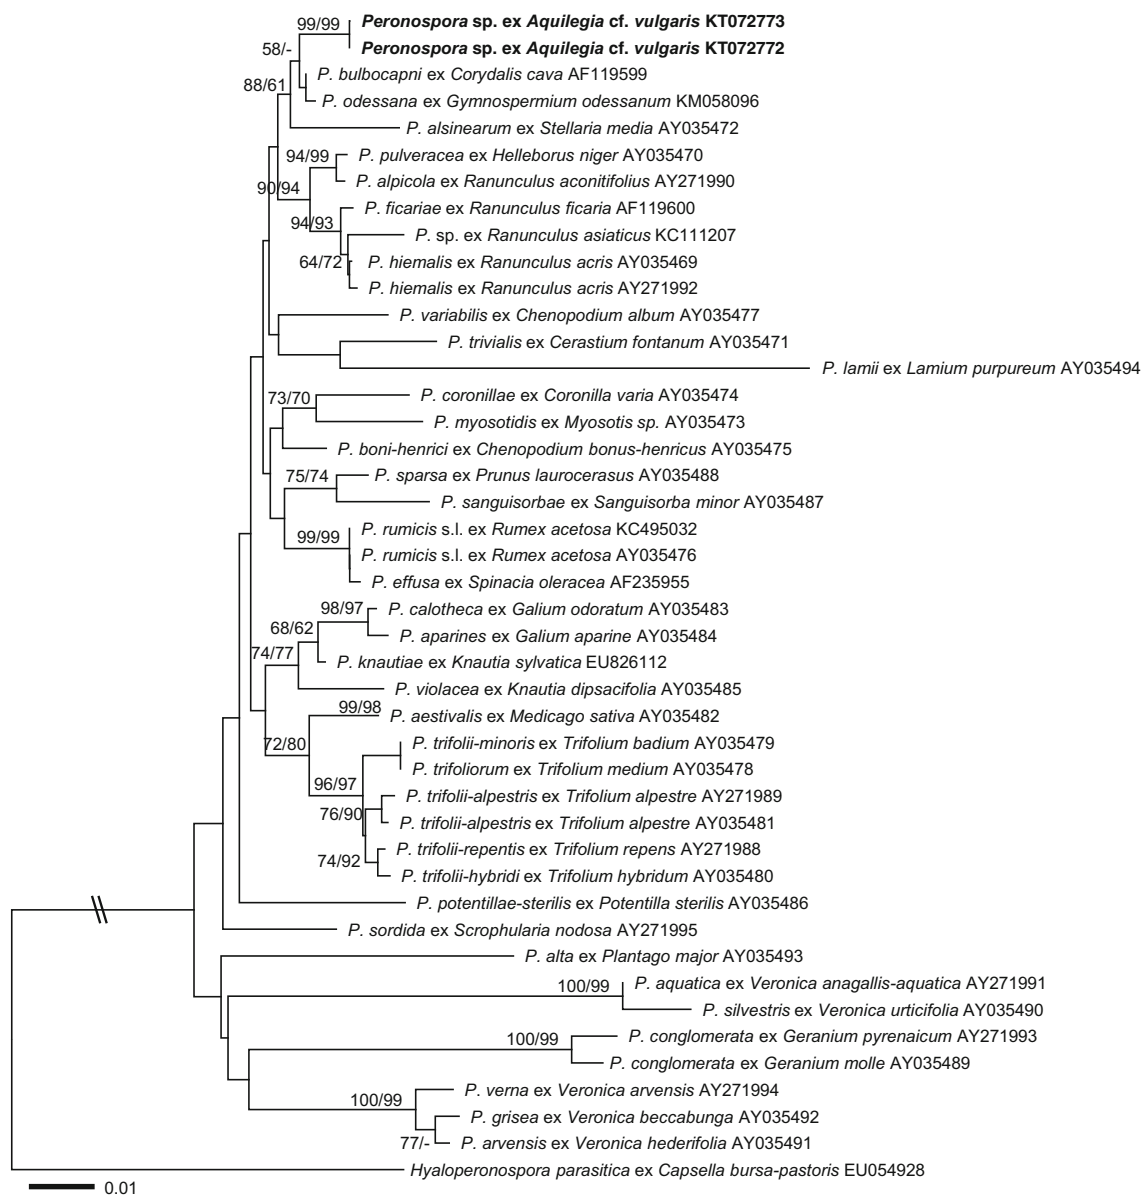 99/99
Peronospora sp. ex Aquilegia cf. vulgaris KT072773
Peronospora sp. ex Aquilegia cf. vulgaris KT072772
58/-
P. bulbocapni ex Corydalis cava AF119599
88/61
P. odessana ex Gymnospermium odessanum KM058096
P. alsinearum ex Stellaria media AY035472
94/99
P. pulveracea ex Helleborus niger AY035470
P. alpicola ex Ranunculus aconitifolius AY271990
90/94
P. ficariae ex Ranunculus ficaria AF119600
94/93
P. sp. ex Ranunculus asiaticus KC111207
64/72
P. hiemalis ex Ranunculus acris AY035469
P. hiemalis ex Ranunculus acris AY271992
P. variabilis ex Chenopodium album AY035477
P. trivialis ex Cerastium fontanum AY035471
P. lamii ex Lamium purpureum AY035494
73/70
P. coronillae ex Coronilla varia AY035474
P. myosotidis ex Myosotis sp. AY035473
P. boni-henrici ex Chenopodium bonus-henricus AY035475
75/74
P. sparsa ex Prunus laurocerasus AY035488
P. sanguisorbae ex Sanguisorba minor AY035487
P. rumicis s.l. ex Rumex acetosa KC495032
99/99
P. rumicis s.l. ex Rumex acetosa AY035476
P. effusa ex Spinacia oleracea AF235955
98/97
P. calotheca ex Galium odoratum AY035483
68/62
P. aparines ex Galium aparine AY035484
74/77
P. knautiae ex Knautia sylvatica EU826112
P. violacea ex Knautia dipsacifolia AY035485
99/98
P. aestivalis ex Medicago sativa AY035482
72/80
P. trifolii-minoris ex Trifolium badium AY035479
P. trifoliorum ex Trifolium medium AY035478
96/97
P. trifolii-alpestris ex Trifolium alpestre AY271989
76/90
P. trifolii-alpestris ex Trifolium alpestre AY035481
P. trifolii-repentis ex Trifolium repens AY271988
74/92
P. trifolii-hybridi ex Trifolium hybridum AY035480
P. potentillae-sterilis ex Potentilla sterilis AY035486
P. sordida ex Scrophularia nodosa AY271995
P. alta ex Plantago major AY035493
100/99
P. aquatica ex Veronica anagallis-aquatica AY271991
P. silvestris ex Veronica urticifolia AY035490
100/99
P. conglomerata ex Geranium pyrenaicum AY271993
P. conglomerata ex Geranium molle AY035489
100/99
P. verna ex Veronica arvensis AY271994
P. grisea ex Veronica beccabunga AY035492
77/-
P. arvensis ex Veronica hederifolia AY035491
Hyaloperonospora parasitica ex Capsella bursa-pastoris EU054928
0.01